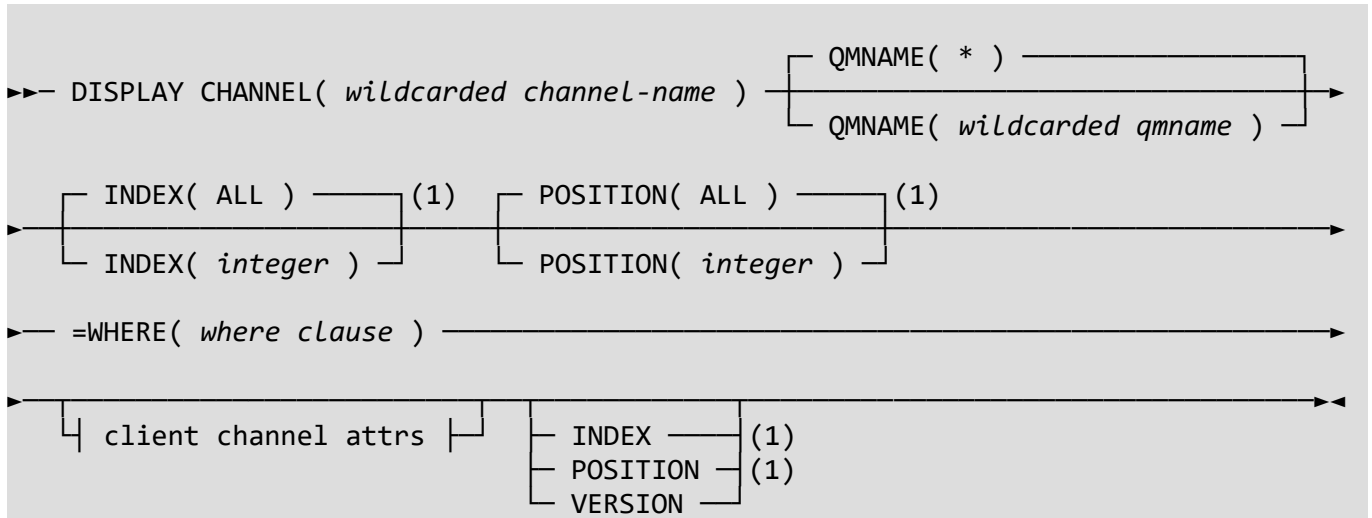 QMNAME( * )
DISPLAY CHANNEL( wildcarded channel-name )
QMNAME( wildcarded qmname )
INDEX( ALL ) (1) POSITION( ALL ) (1)
INDEX( integer ) POSITION( integer )
=WHERE( where clause )
client channel attrs INDEX (1)
POSITION (1)
VERSION